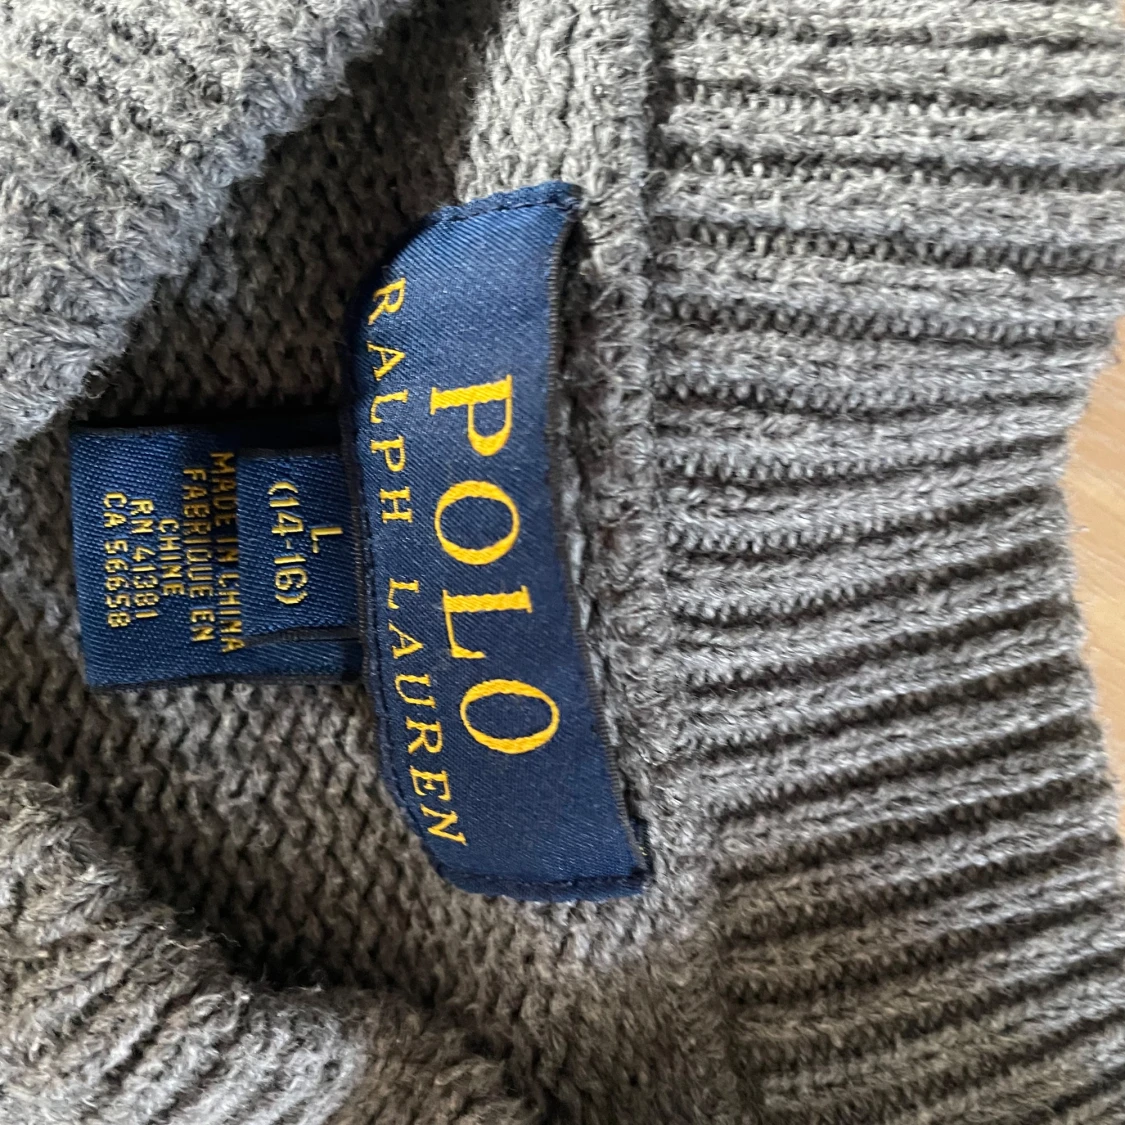 POLO
RALPH LAUREN
L
(14-16)
MADE IN CHINA
FABRIQUE EN
CHINE
RN 41381
CA 56658